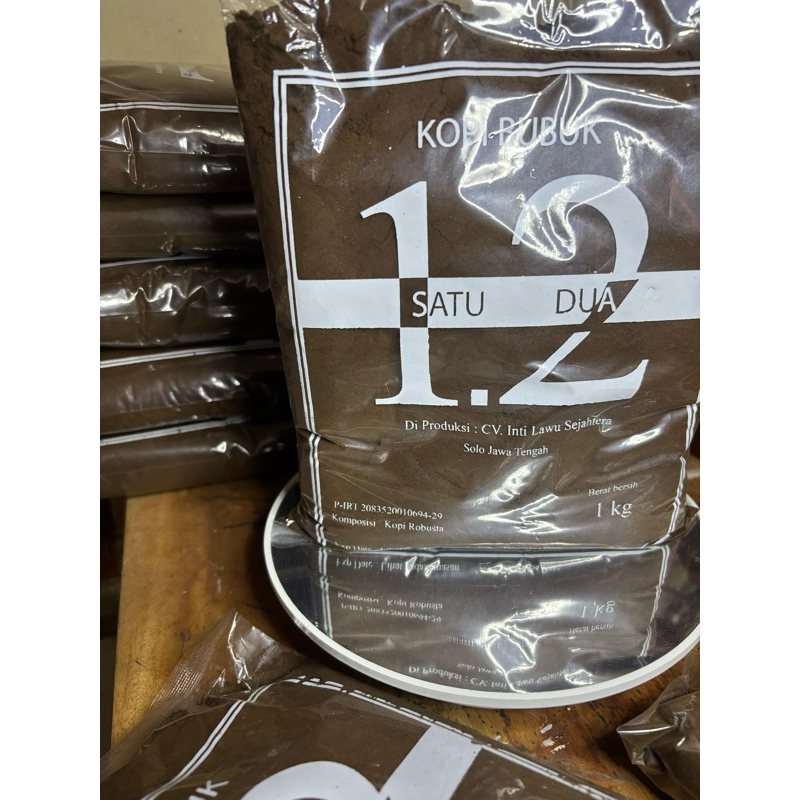 KOPI BUBUK
1.2
SATU DUA
Di Produksi : CV. Inti Lawu Sejahtera
Solo Jawa Tengah
Berat bersih
P-IRT 2083520010694-29
1 kg
Komposisi Kopi Robusta